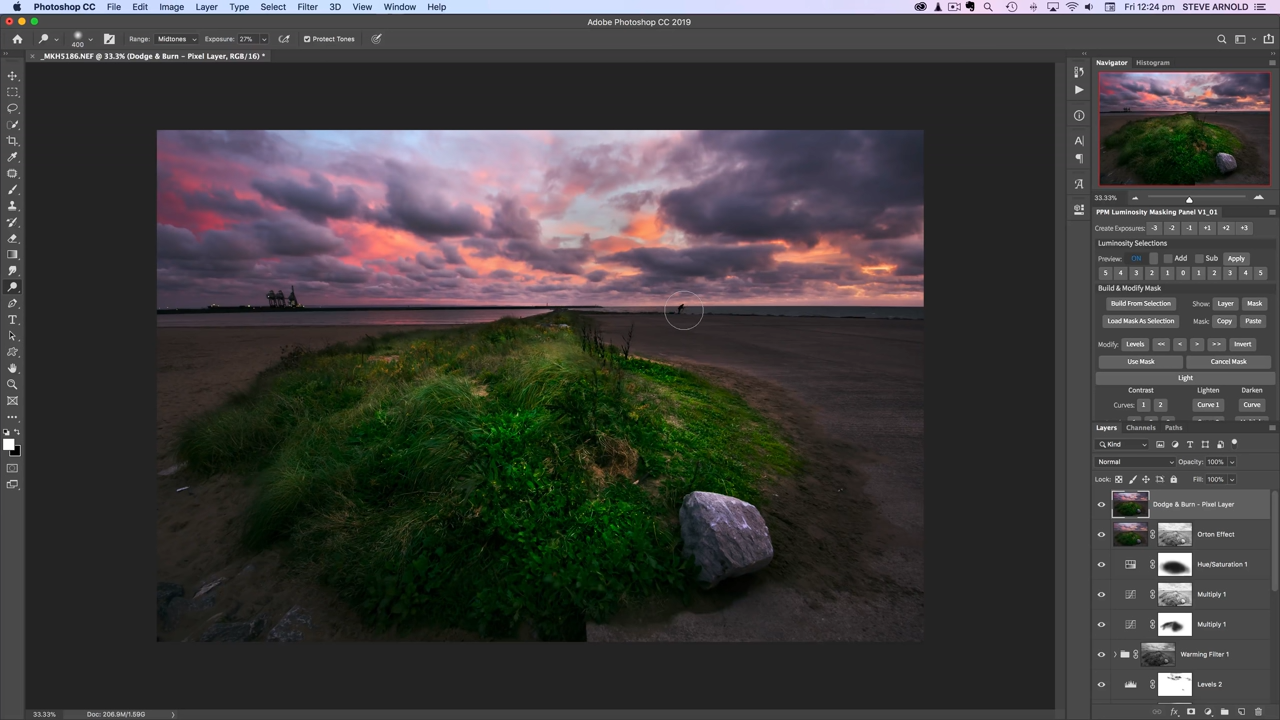 Photoshop CC File Edit Image Layer Type Select Filter 3D View Window Help Fri 12:24 pm STEVE ARNOLD
Adobe Photoshop CC 2019
400 Range: Midtones Exposure: 27% Protect Tones
_MKH5186.NEF @ 33.3% (Dodge & Burn - Pixel Layer, RGB/16) *
Navigator Histogram
33.33%
PPM Luminosity Masking Panel V1_01
Create Exposures: -3 -2 -1 +1 +2 +3
Luminosity Selections
Preview: ON Add Sub Apply
5 4 3 2 1 0 1 2 3 4 5
Build & Modify Mask
Build From Selection Show: Layer Mask
Load Mask As Selection Mask: Copy Paste
Modify: Levels << < > >> Invert
Use Mask Cancel Mask
Light
Contrast Lighten Darken
Curves: 1 2 Curve 1 Curve
Layers Channels Paths
Kind
Normal Opacity: 100%
Lock: Fill: 100%
Dodge & Burn - Pixel Layer
Orton Effect
Hue/Saturation 1
Multiply 1
Multiply 1
Warming Filter 1
Levels 2
33.33% Doc: 206.9M/1.59G